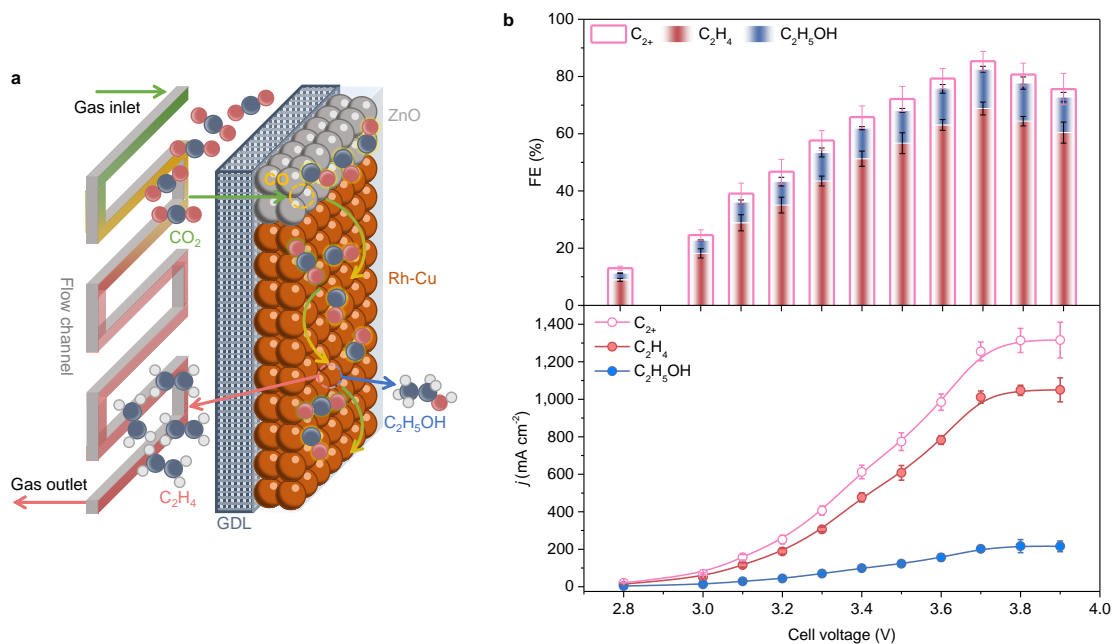 a
Gas inlet
CO₂
Flow channel
Gas outlet
C₂H₄
GDL
ZnO
CO
Rh-Cu
C₂H₅OH
b
C₂₊ C₂H₄ C₂H₅OH
100
80
60
40
20
0
FE (%)
C₂₊
C₂H₄
C₂H₅OH
1,400
1,200
1,000
800
600
400
200
0
j (mA cm⁻²)
2.8 3.0 3.2 3.4 3.6 3.8 4.0
Cell voltage (V)